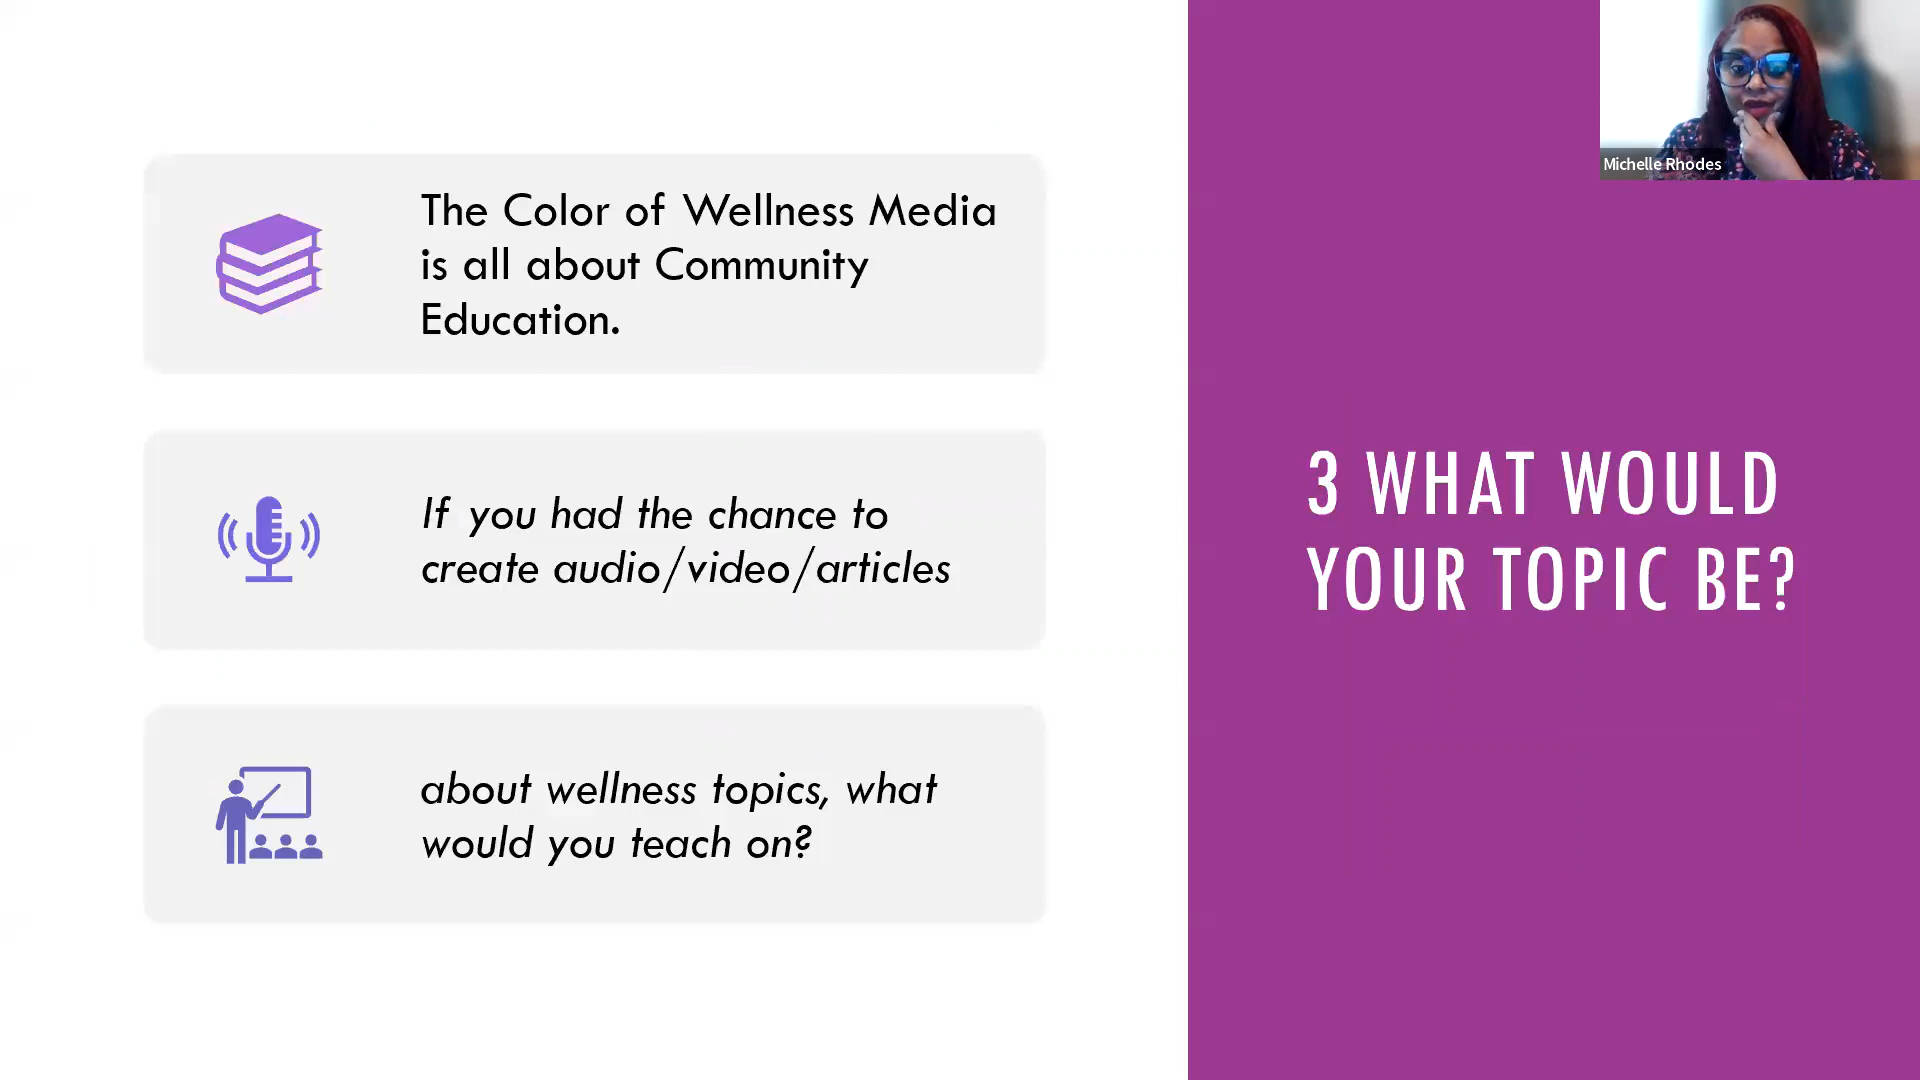 The Color of Wellness Media
is all about Community
Education.
If you had the chance to
create audio/video/articles
about wellness topics, what
would you teach on?
3 WHAT WOULD
YOUR TOPIC BE?
Michelle Rhodes